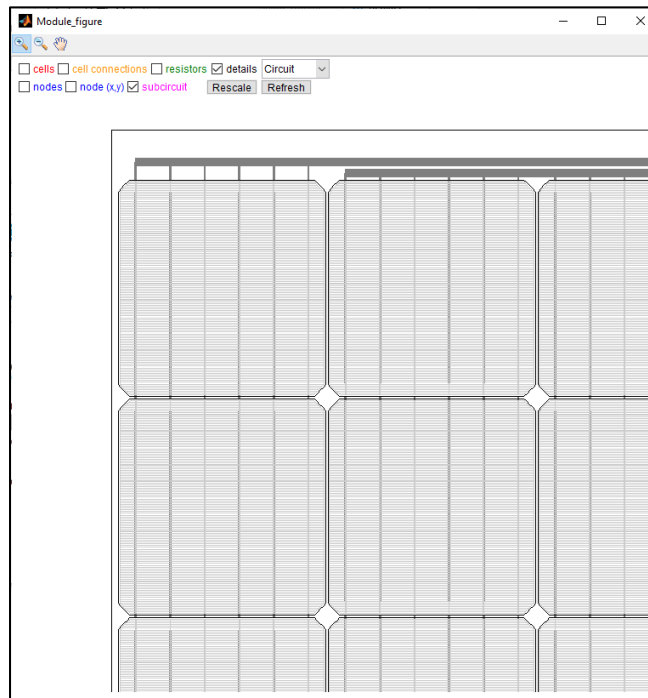 Module_figure
cells cell connections resistors details Circuit
nodes node (x,y) subcircuit Rescale Refresh